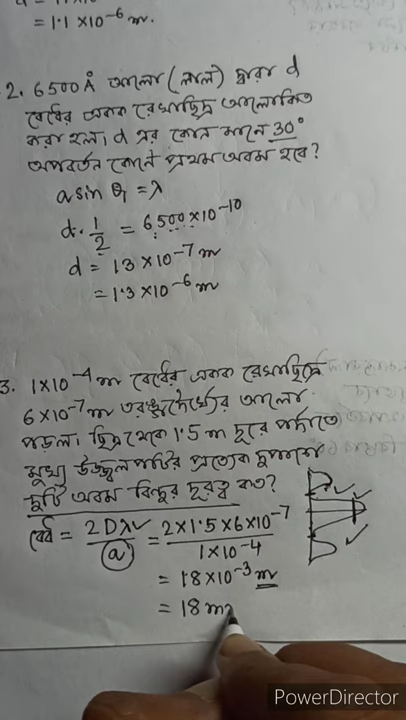 = 1.1 × 10⁻⁶ m.
2. 6500 Å আলো (লাল) দ্বারা d
বেধের একক রেখাছিদ্র আলোকিত
করা হল। d এর কোন মানে 30°
অপবর্তন কোনে প্রথম অবম হবে?
a sin θ₁ = λ
d · 1/2 = 6500 × 10⁻¹⁰
d = 13 × 10⁻⁷ m
= 1.3 × 10⁻⁶ m
3. 1×10⁻⁴ m বেধের একক রেখাছিদ্রে
6×10⁻⁷ m তরঙ্গদৈর্ঘ্যের আলো
পড়ল। ছিদ্র থেকে 1.5 m দূরে পর্দাতে
মুখ্য উজ্জ্বল পটির প্রত্যেক দুপাশে
দুটি অবম বিন্দুর দূরত্ব কত?
বেধ = 2Dλ/a = 2×1.5×6×10⁻⁷/1×10⁻⁴
= 18×10⁻³ m
= 18 m
PowerDirector